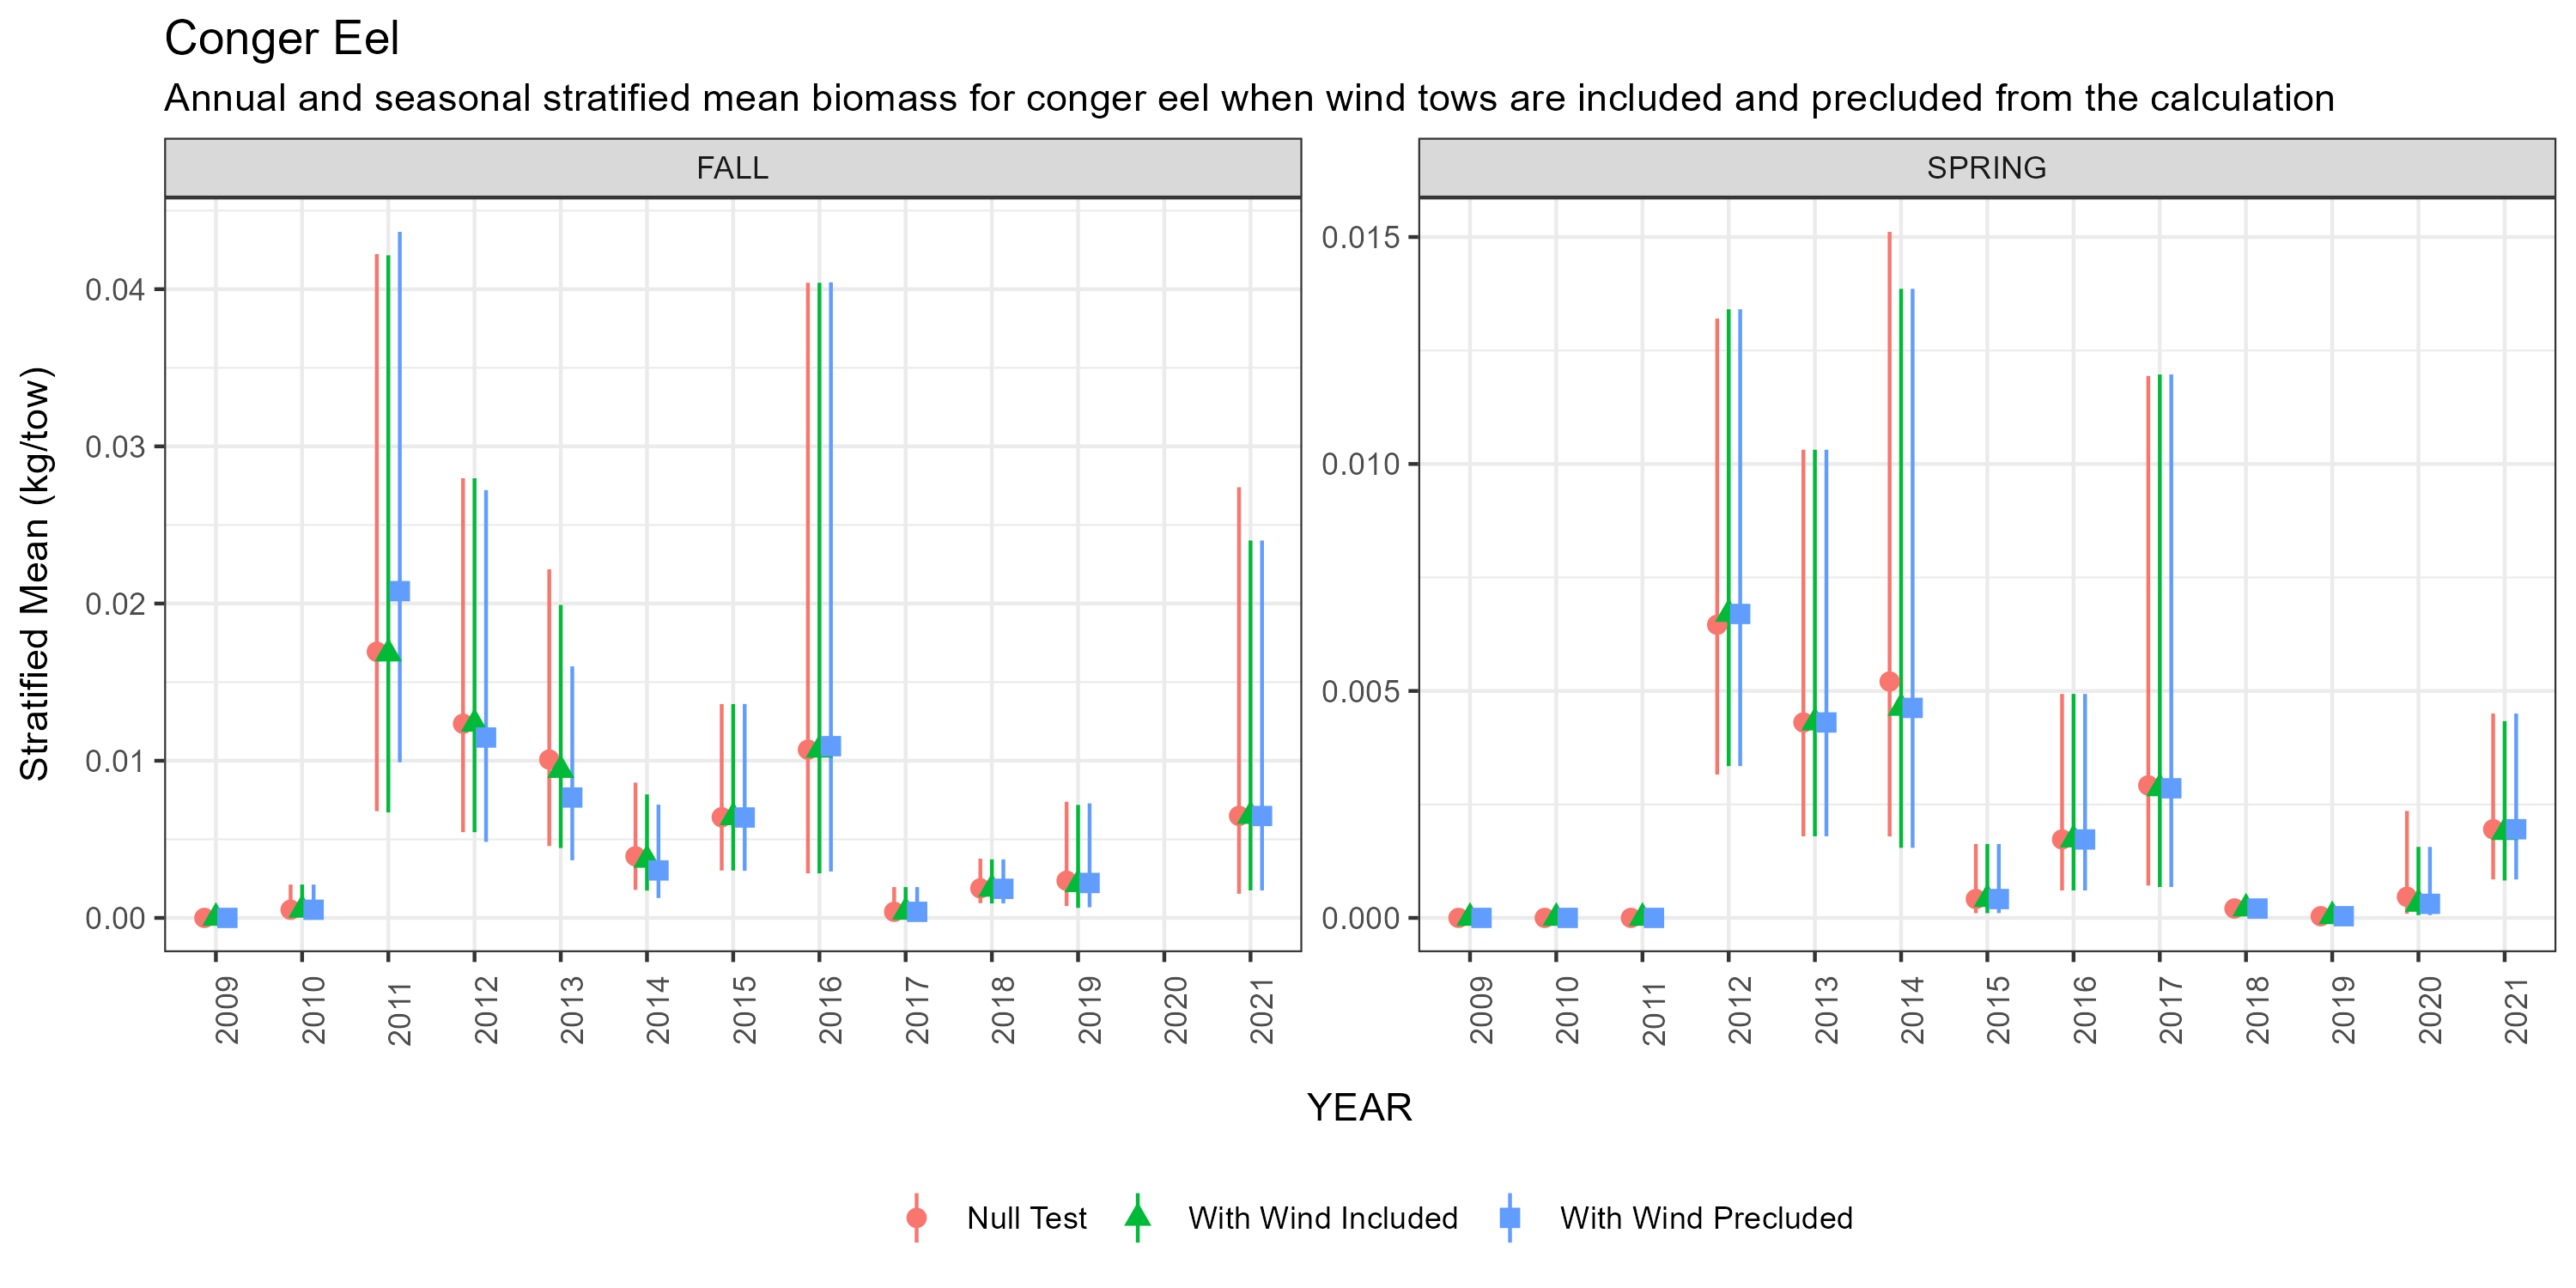 Conger Eel
Annual and seasonal stratified mean biomass for conger eel when wind tows are included and precluded from the calculation
FALL
SPRING
Stratified Mean (kg/tow)
0.04
0.03
0.02
0.01
0.00
0.015
0.010
0.005
0.000
2009 2010 2011 2012 2013 2014 2015 2016 2017 2018 2019 2020 2021
2009 2010 2011 2012 2013 2014 2015 2016 2017 2018 2019 2020 2021
YEAR
Null Test With Wind Included With Wind Precluded